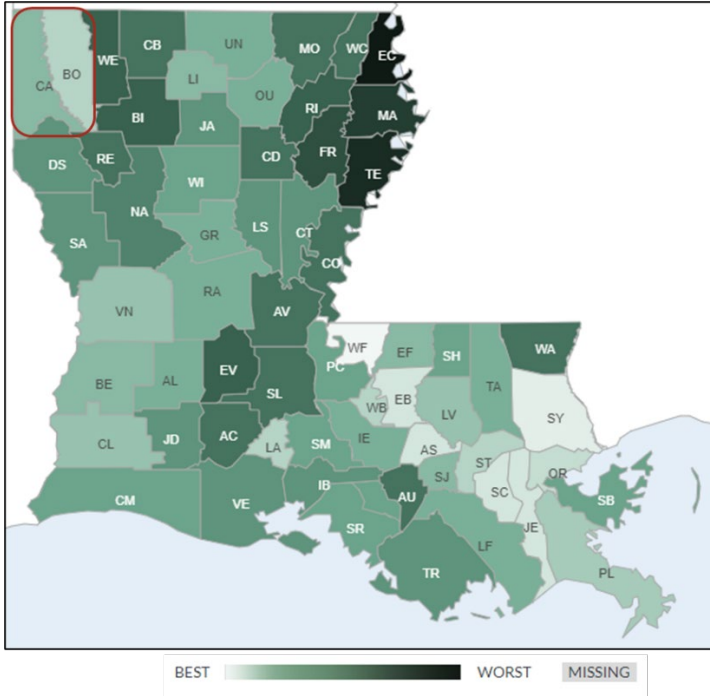 CA BO WE CB UN MO WC EC
LI
BI JA OU RI MA
DS RE WI CD FR TE
NA
SA GR LS CT
CO
VN RA AV
WF EF SH WA
PC
BE AL EV SL WB EB LV TA
SY
CL JD AC LA SM IE AS
SJ ST OR
CM VE IB AU SC SB
SR JE
LF
TR PL
BEST WORST MISSING